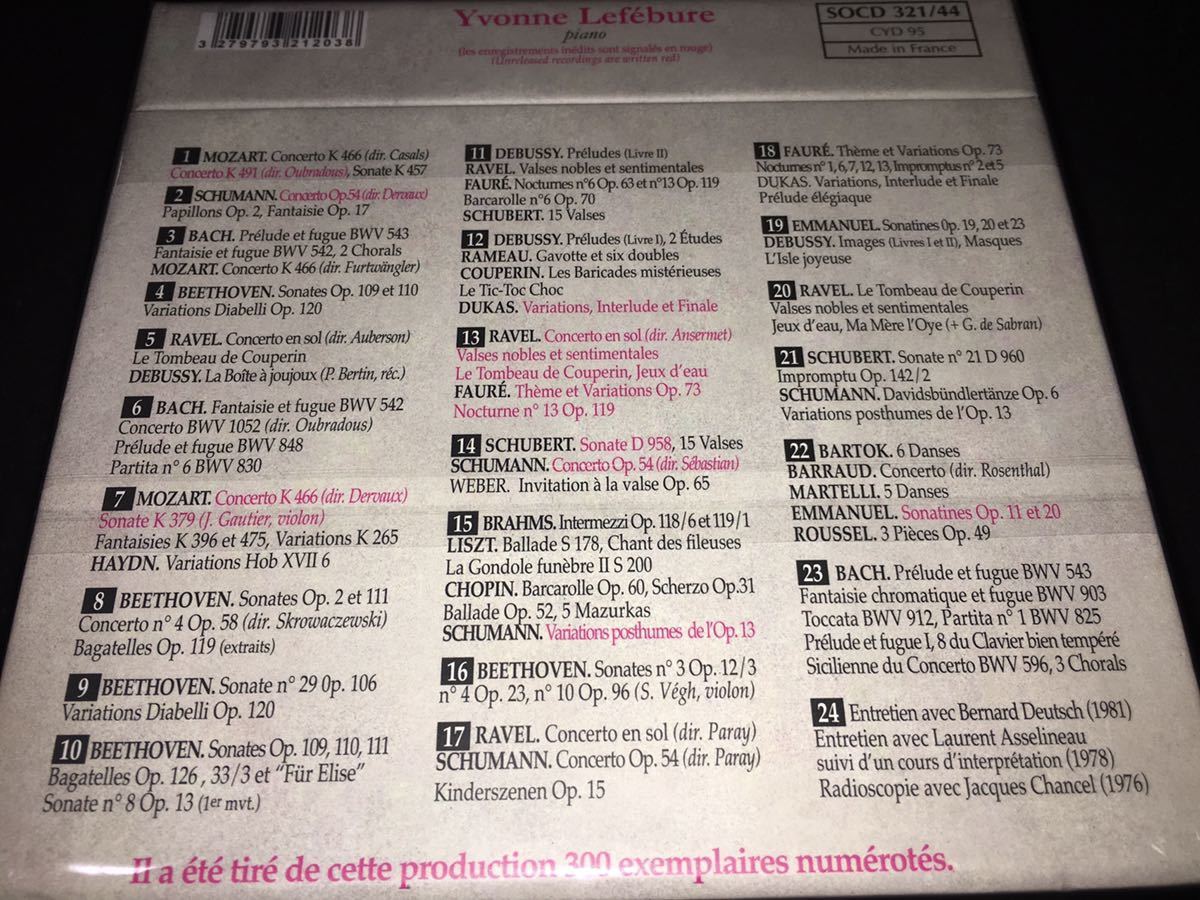 3 279793 212038
Yvonne Lefébure
piano
(les enregistrements inédits sont signalés en rouge)
(Unreleased recordings are written red)
SOCD 321/44
CYD 95
Made in France
1 MOZART. Concerto K 466 (dir. Casals)
Concerto K 491 (dir. Oubradous), Sonate K 457
2 SCHUMANN. Concerto Op.54 (dir. Dervaux)
Papillons Op. 2, Fantaisie Op. 17
3 BACH. Prélude et fugue BWV 543
Fantaisie et fugue BWV 542, 2 Chorals
MOZART. Concerto K 466 (dir. Furtwängler)
4 BEETHOVEN. Sonates Op. 109 et 110
Variations Diabelli Op. 120
5 RAVEL. Concerto en sol (dir. Auberson)
Le Tombeau de Couperin
DEBUSSY. La Boîte à joujoux (P. Bertin, réc.)
6 BACH. Fantaisie et fugue BWV 542
Concerto BWV 1052 (dir. Oubradous)
Prélude et fugue BWV 848
Partita n° 6 BWV 830
7 MOZART. Concerto K 466 (dir. Dervaux)
Sonate K 379 (J. Gautier, violon)
Fantaisies K 396 et 475, Variations K 265
HAYDN. Variations Hob XVII 6
8 BEETHOVEN. Sonates Op. 2 et 111
Concerto n° 4 Op. 58 (dir. Skrowaczewski)
Bagatelles Op. 119 (extraits)
9 BEETHOVEN. Sonate n° 29 Op. 106
Variations Diabelli Op. 120
10 BEETHOVEN. Sonates Op. 109, 110, 111
Bagatelles Op. 126 , 33/3 et "Für Elise"
Sonate n° 8 Op. 13 (1er mvt.)
11 DEBUSSY. Préludes (Livre II)
RAVEL. Valses nobles et sentimentales
FAURÉ. Nocturnes n°6 Op. 63 et n°13 Op. 119
Barcarolle n°6 Op. 70
SCHUBERT. 15 Valses
12 DEBUSSY. Préludes (Livre I), 2 Études
RAMEAU. Gavotte et six doubles
COUPERIN. Les Baricades mistérieuses
Le Tic-Toc Choc
DUKAS. Variations, Interlude et Finale
13 RAVEL. Concerto en sol (dir. Ansermet)
Valses nobles et sentimentales
Le Tombeau de Couperin, Jeux d'eau
FAURÉ. Thème et Variations Op. 73
Nocturne n° 13 Op. 119
14 SCHUBERT. Sonate D 958, 15 Valses
SCHUMANN. Concerto Op. 54 (dir. Sébastian)
WEBER. Invitation à la valse Op. 65
15 BRAHMS. Intermezzi Op. 118/6 et 119/1
LISZT. Ballade S 178, Chant des fileuses
La Gondole funèbre II S 200
CHOPIN. Barcarolle Op. 60, Scherzo Op.31
Ballade Op. 52, 5 Mazurkas
SCHUMANN. Variations posthumes de l'Op. 13
16 BEETHOVEN. Sonates n° 3 Op. 12/3
n° 4 Op. 23, n° 10 Op. 96 (S. Végh, violon)
17 RAVEL. Concerto en sol (dir. Paray)
SCHUMANN. Concerto Op. 54 (dir. Paray)
Kinderszenen Op. 15
18 FAURÉ. Thème et Variations Op. 73
Nocturnes n° 1, 6, 7, 12, 13, Impromptus n° 2 et 5
DUKAS. Variations, Interlude et Finale
Prélude élégiaque
19 EMMANUEL. Sonatines Op. 19, 20 et 23
DEBUSSY. Images (Livres I et II), Masques
L'Isle joyeuse
20 RAVEL. Le Tombeau de Couperin
Valses nobles et sentimentales
Jeux d'eau, Ma Mère l'Oye (+ G. de Sabran)
21 SCHUBERT. Sonate n° 21 D 960
Impromptu Op. 142/2
SCHUMANN. Davidsbündlertänze Op. 6
Variations posthumes de l'Op. 13
22 BARTOK. 6 Danses
BARRAUD. Concerto (dir. Rosenthal)
MARTELLI. 5 Danses
EMMANUEL. Sonatines Op. 11 et 20
ROUSSEL. 3 Pièces Op. 49
23 BACH. Prélude et fugue BWV 543
Fantaisie chromatique et fugue BWV 903
Toccata BWV 912, Partita n° 1 BWV 825
Prélude et fugue I, 8 du Clavier bien tempéré
Sicilienne du Concerto BWV 596, 3 Chorals
24 Entretien avec Bernard Deutsch (1981)
Entretien avec Laurent Asselineau
suivi d'un cours d'interprétation (1978)
Radioscopie avec Jacques Chancel (1976)
Il a été tiré de cette production 300 exemplaires numérotés.